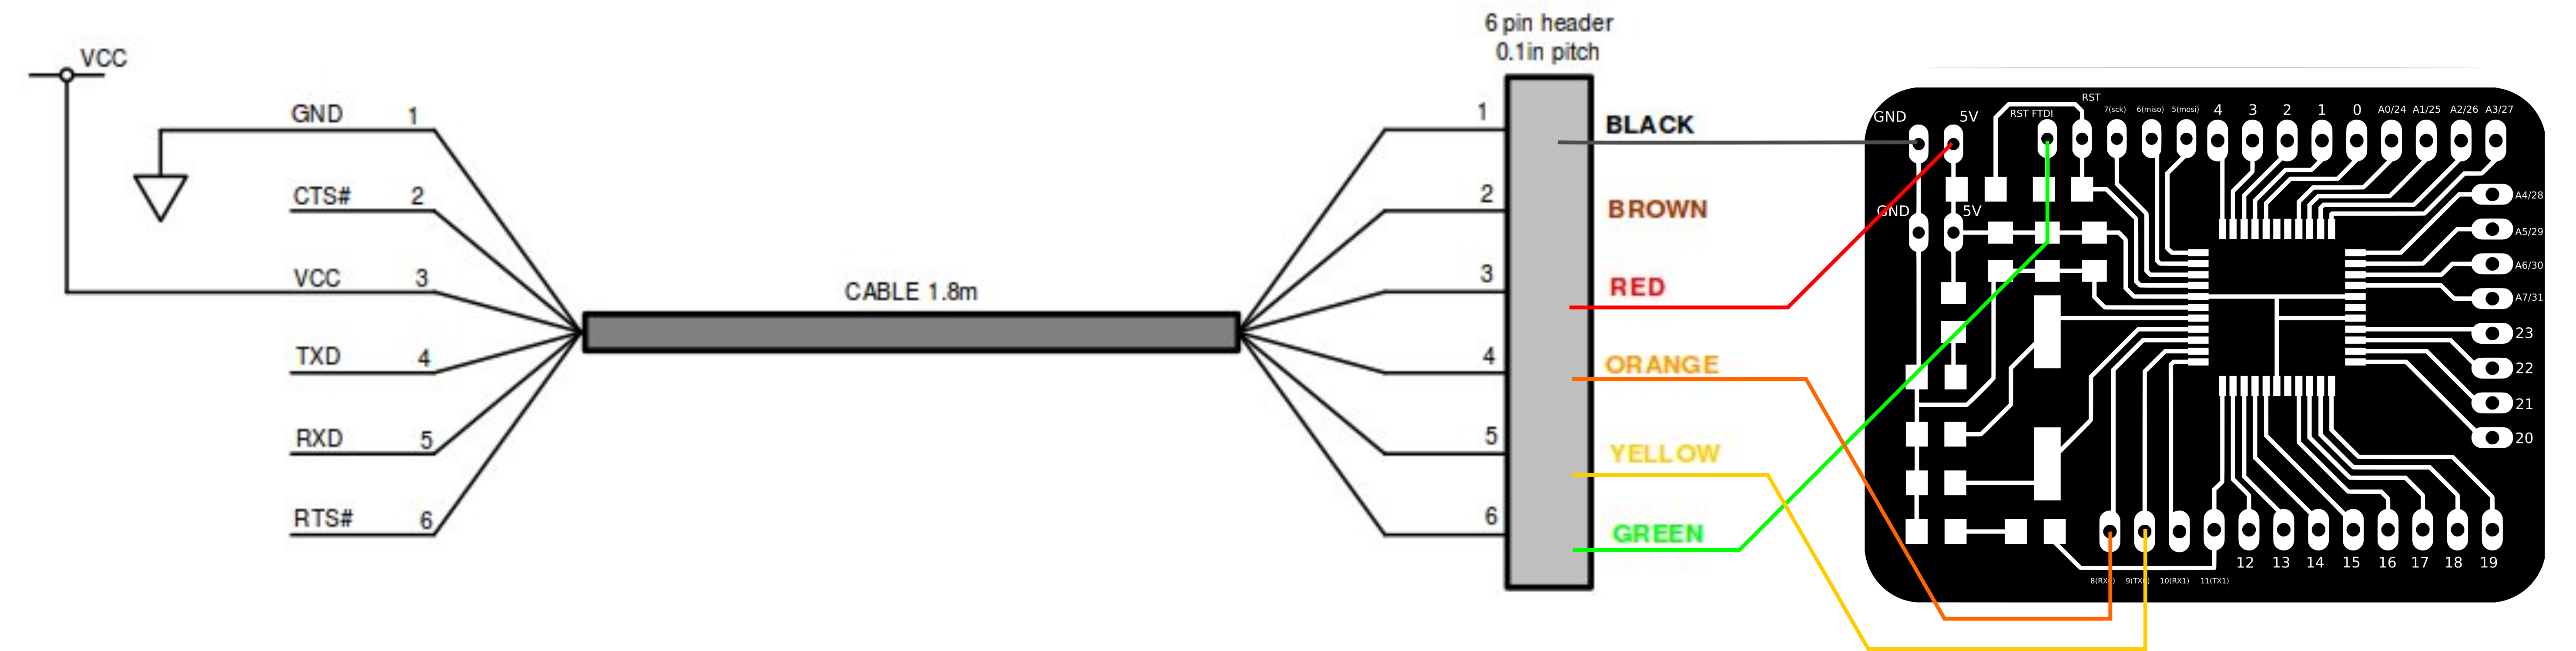 VCC
GND 1
CTS# 2
VCC 3
TXD 4
RXD 5
RTS# 6
CABLE 1.8m
6 pin header
0.1in pitch
1
2
3
4
5
6
BLACK
BROWN
RED
ORANGE
YELLOW
GREEN
GND 5V
RST FTDI
RST
7(sck) 6(miso) 5(mosi) 4 3 2 1 0 A0/24 A1/25 A2/26 A3/27
GND 5V
A4/28
A5/29
A6/30
A7/31
23
22
21
20
12 13 14 15 16 17 18 19
10(RX1) 11(TX1)